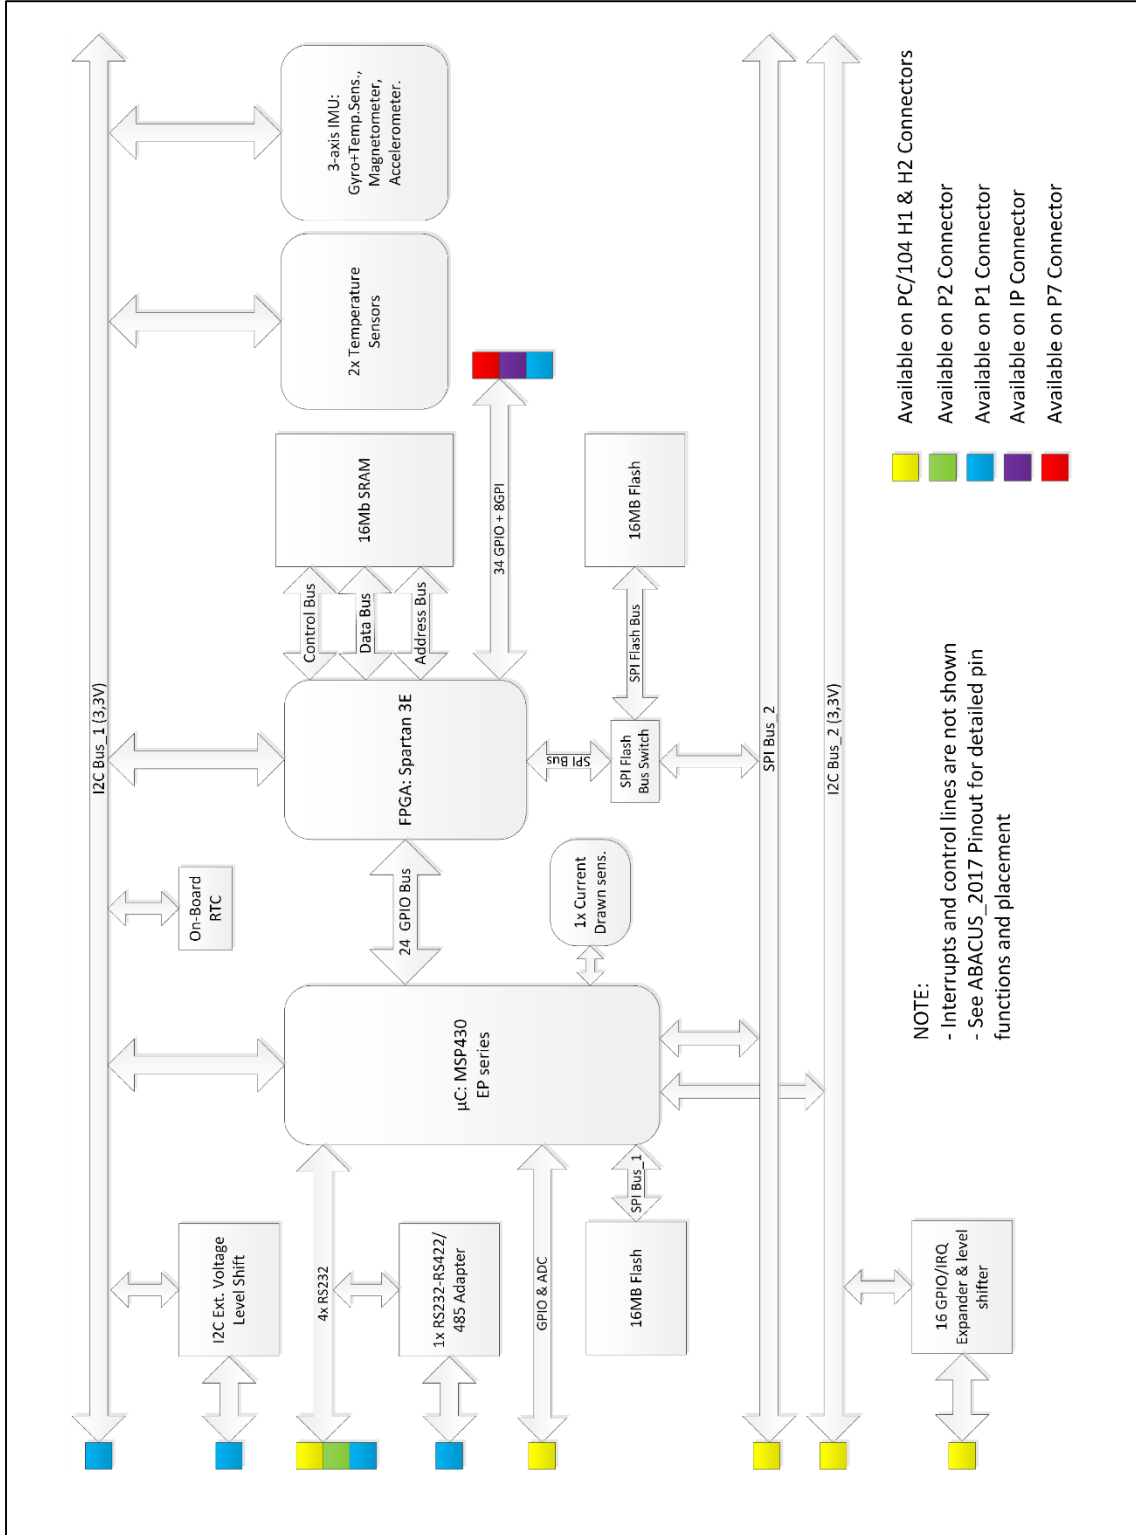 I2C Bus_1 (3,3V)
I2C Ext. Voltage
Level Shift
On-Board
RTC
2x Temperature
Sensors
3-axis IMU:
Gyro+Temp.Sens.,
Magnetometer,
Accelerometer.
4x RS232
1x RS232-RS422/
485 Adapter
GPIO & ADC
16MB Flash
SPI Bus_1
µC: MSP430
EP series
24 GPIO Bus
1x Current
Drawn sens.
FPGA: Spartan 3E
Control Bus
Data Bus
Address Bus
16Mb SRAM
34 GPIO + 8GPI
SPI Bus
SPI Flash
Bus Switch
SPI Flash Bus
16MB Flash
SPI Bus_2
I2C Bus_2 (3,3V)
16 GPIO/IRQ
Expander & level
shifter
NOTE:
- Interrupts and control lines are not shown
- See ABACUS_2017 Pinout for detailed pin
functions and placement
Available on PC/104 H1 & H2 Connectors
Available on P2 Connector
Available on P1 Connector
Available on IP Connector
Available on P7 Connector